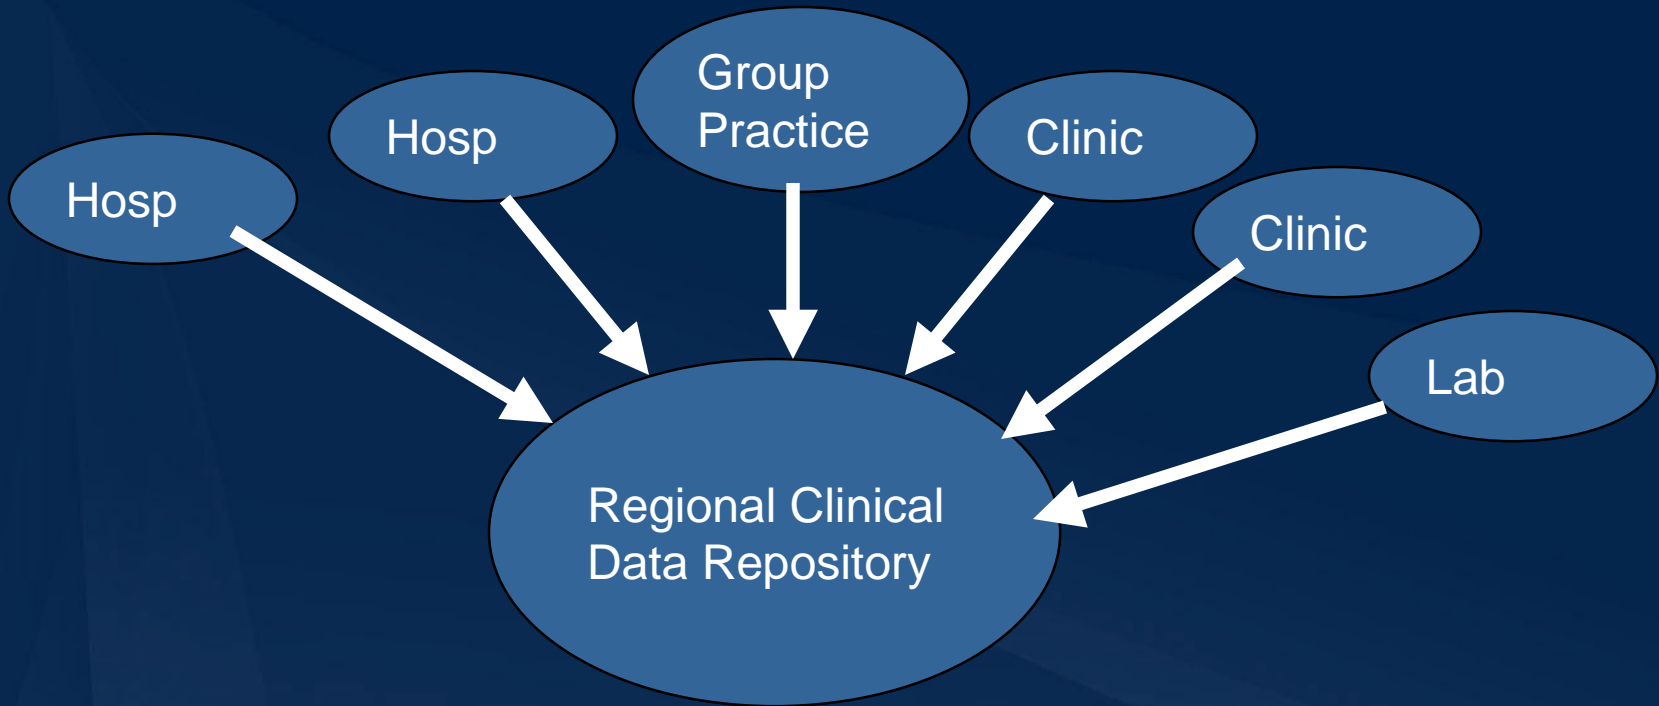 Group
Practice
Hosp
Clinic
Hosp
Clinic
Lab
Regional Clinical
Data Repository